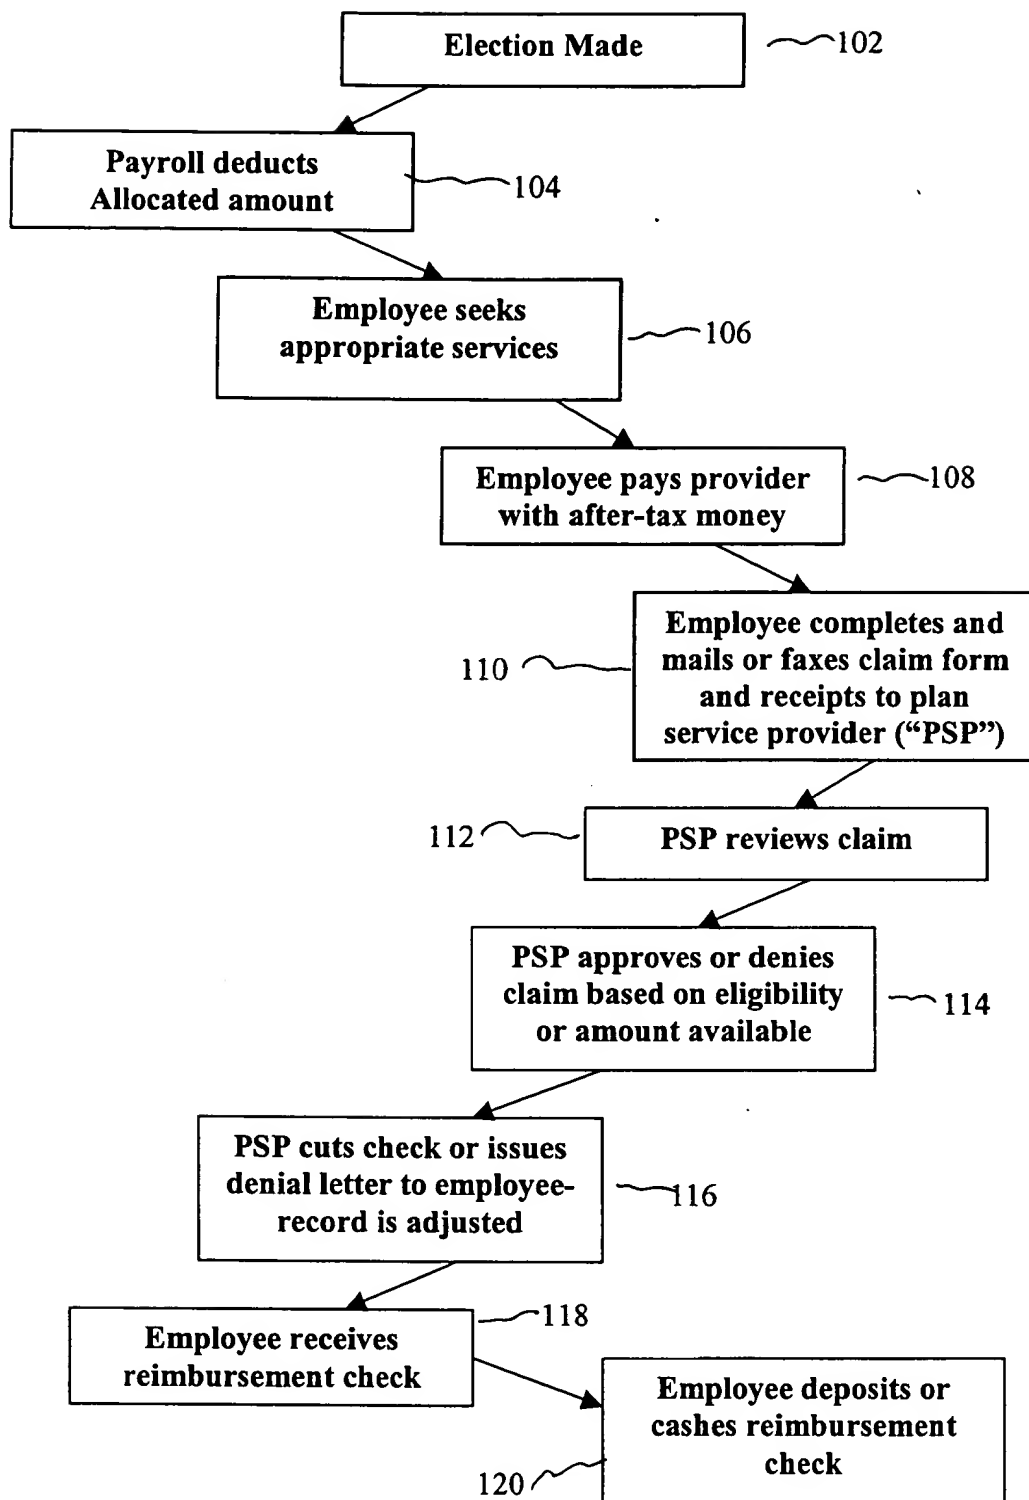 Election Made
102
Payroll deducts
Allocated amount
104
Employee seeks
appropriate services
106
Employee pays provider
with after-tax money
108
Employee completes and
mails or faxes claim form
and receipts to plan
service provider (“PSP”)
110
PSP reviews claim
112
PSP approves or denies
claim based on eligibility
or amount available
114
PSP cuts check or issues
denial letter to employee-
record is adjusted
116
Employee receives
reimbursement check
118
Employee deposits or
cashes reimbursement
check
120